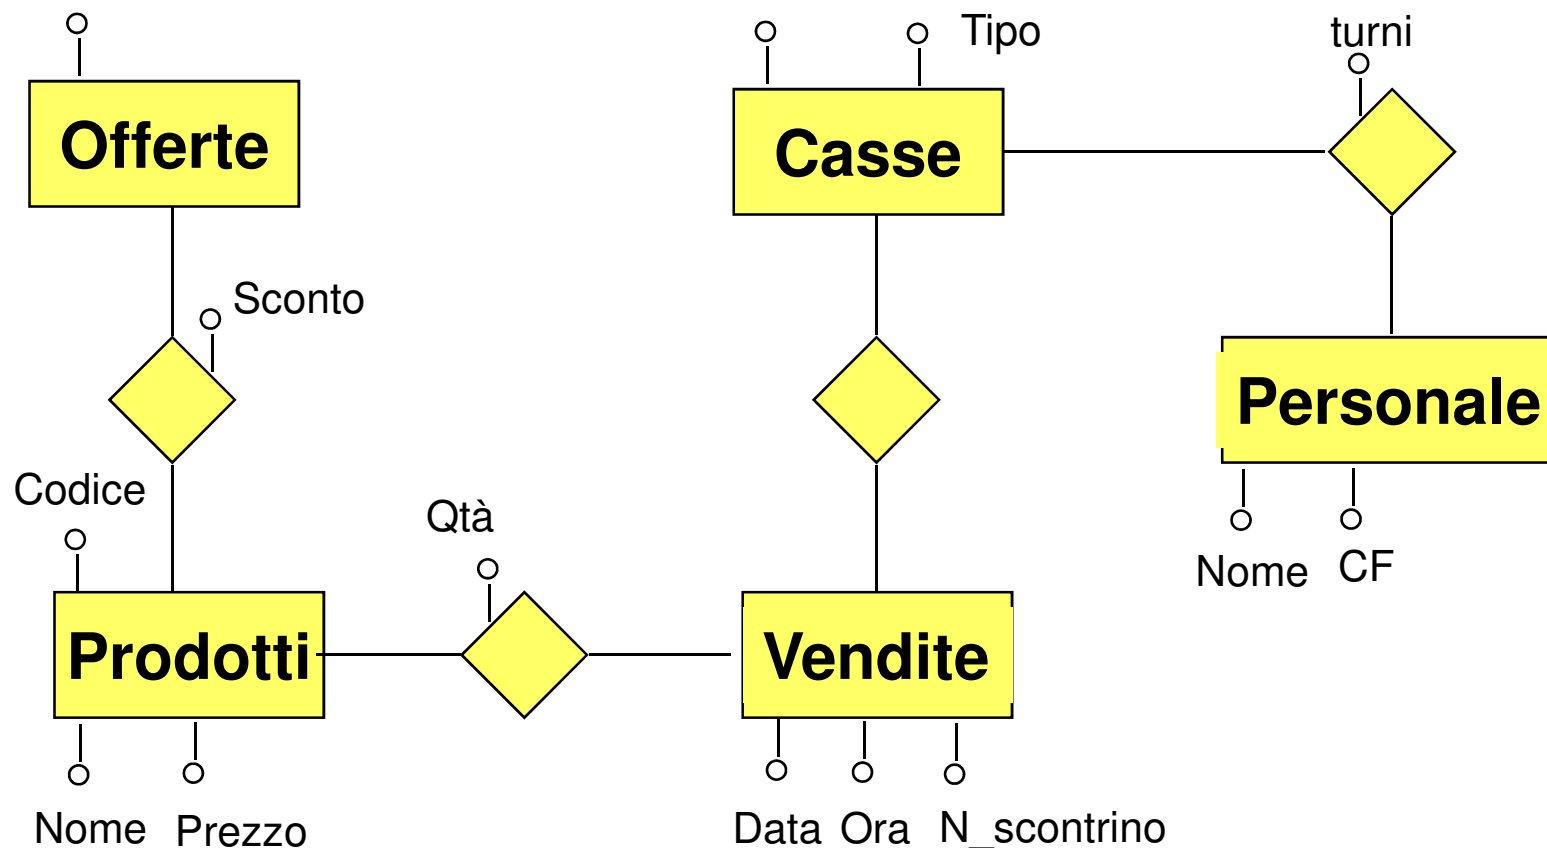 Tipo
turni
Offerte
Casse
Sconto
Personale
Codice
Qtà
Nome CF
Prodotti
Vendite
Nome Prezzo
Data Ora N_scontrino